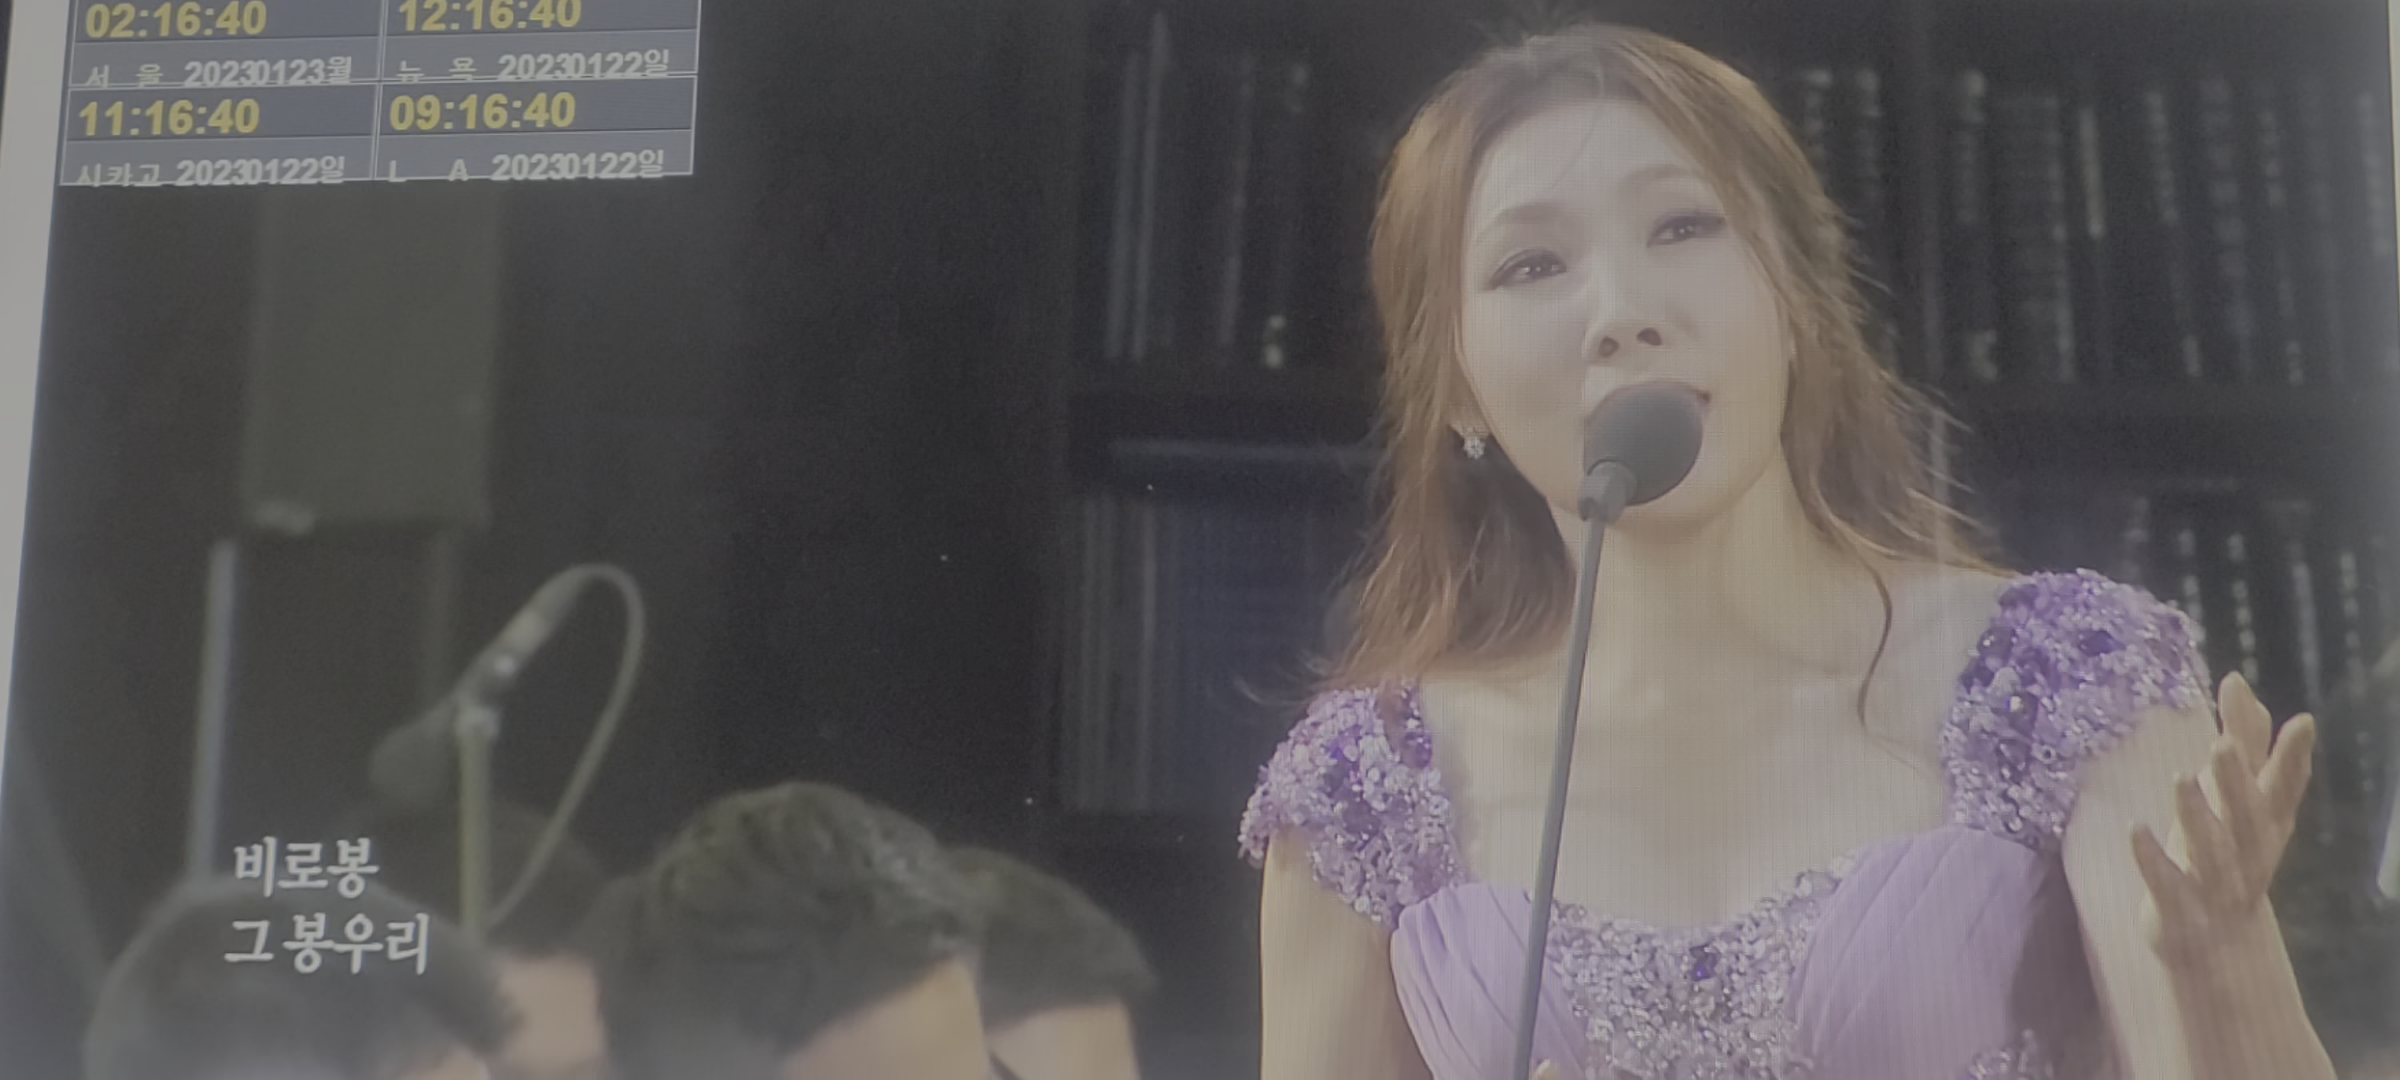 02:16:40 12:16:40
서 울 20230123월 뉴 욕 20230122일
11:16:40 09:16:40
시카고 20230122일 L A 20230122일
비로봉
그 봉우리